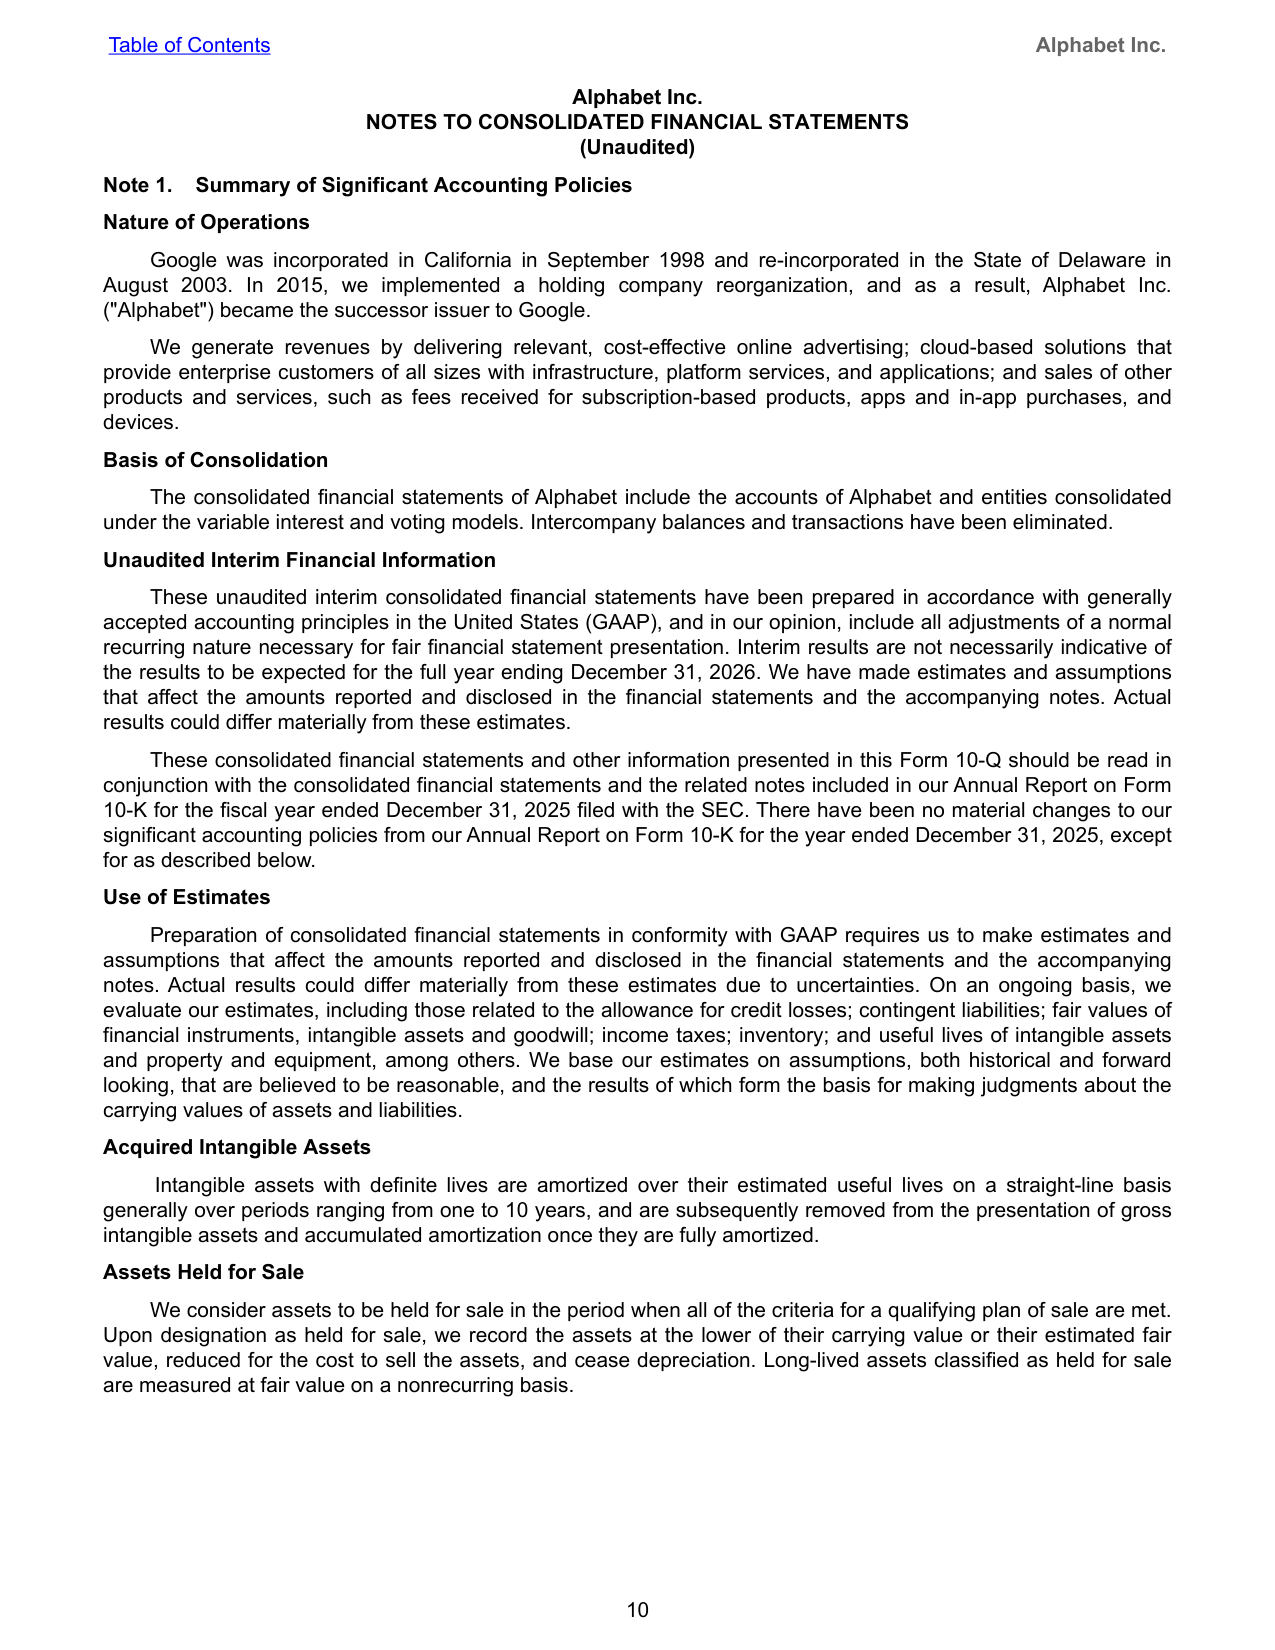 Table of Contents
Alphabet Inc.
Alphabet Inc.
NOTES TO CONSOLIDATED FINANCIAL STATEMENTS
(Unaudited)
Note 1. Summary of Significant Accounting Policies
Nature of Operations
Google was incorporated in California in September 1998 and re-incorporated in the State of Delaware in
August 2003. In 2015, we implemented a holding company reorganization, and as a result, Alphabet Inc.
("Alphabet") became the successor issuer to Google.
We generate revenues by delivering relevant, cost-effective online advertising; cloud-based solutions that
provide enterprise customers of all sizes with infrastructure, platform services, and applications; and sales of other
products and services, such as fees received for subscription-based products, apps and in-app purchases, and
devices.
Basis of Consolidation
The consolidated financial statements of Alphabet include the accounts of Alphabet and entities consolidated
under the variable interest and voting models. Intercompany balances and transactions have been eliminated.
Unaudited Interim Financial Information
These unaudited interim consolidated financial statements have been prepared in accordance with generally
accepted accounting principles in the United States (GAAP), and in our opinion, include all adjustments of a normal
recurring nature necessary for fair financial statement presentation. Interim results are not necessarily indicative of
the results to be expected for the full year ending December 31, 2026. We have made estimates and assumptions
that affect the amounts reported and disclosed in the financial statements and the accompanying notes. Actual
results could differ materially from these estimates.
These consolidated financial statements and other information presented in this Form 10-Q should be read in
conjunction with the consolidated financial statements and the related notes included in our Annual Report on Form
10-K for the fiscal year ended December 31, 2025 filed with the SEC. There have been no material changes to our
significant accounting policies from our Annual Report on Form 10-K for the year ended December 31, 2025, except
for as described below.
Use of Estimates
Preparation of consolidated financial statements in conformity with GAAP requires us to make estimates and
assumptions that affect the amounts reported and disclosed in the financial statements and the accompanying
notes. Actual results could differ materially from these estimates due to uncertainties. On an ongoing basis, we
evaluate our estimates, including those related to the allowance for credit losses; contingent liabilities; fair values of
financial instruments, intangible assets and goodwill; income taxes; inventory; and useful lives of intangible assets
and property and equipment, among others. We base our estimates on assumptions, both historical and forward
looking, that are believed to be reasonable, and the results of which form the basis for making judgments about the
carrying values of assets and liabilities.
Acquired Intangible Assets
Intangible assets with definite lives are amortized over their estimated useful lives on a straight-line basis
generally over periods ranging from one to 10 years, and are subsequently removed from the presentation of gross
intangible assets and accumulated amortization once they are fully amortized.
Assets Held for Sale
We consider assets to be held for sale in the period when all of the criteria for a qualifying plan of sale are met.
Upon designation as held for sale, we record the assets at the lower of their carrying value or their estimated fair
value, reduced for the cost to sell the assets, and cease depreciation. Long-lived assets classified as held for sale
are measured at fair value on a nonrecurring basis.
10